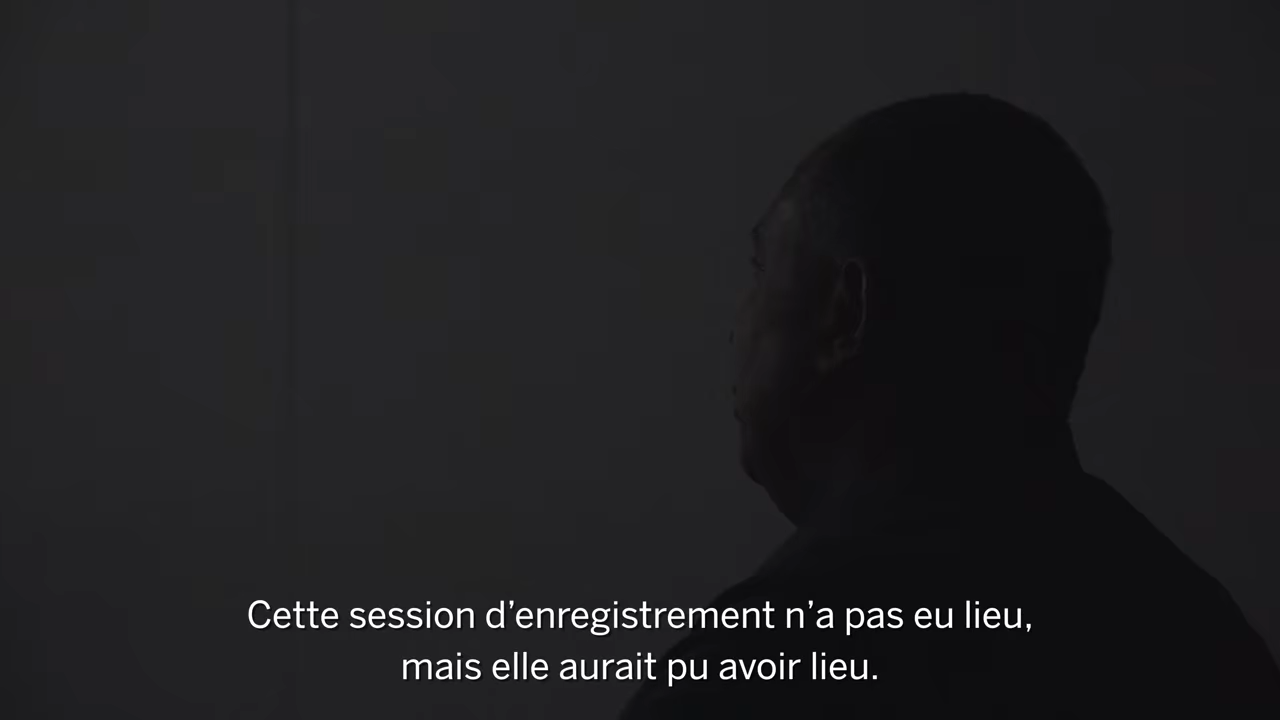 Cette session d’enregistrement n’a pas eu lieu,
mais elle aurait pu avoir lieu.